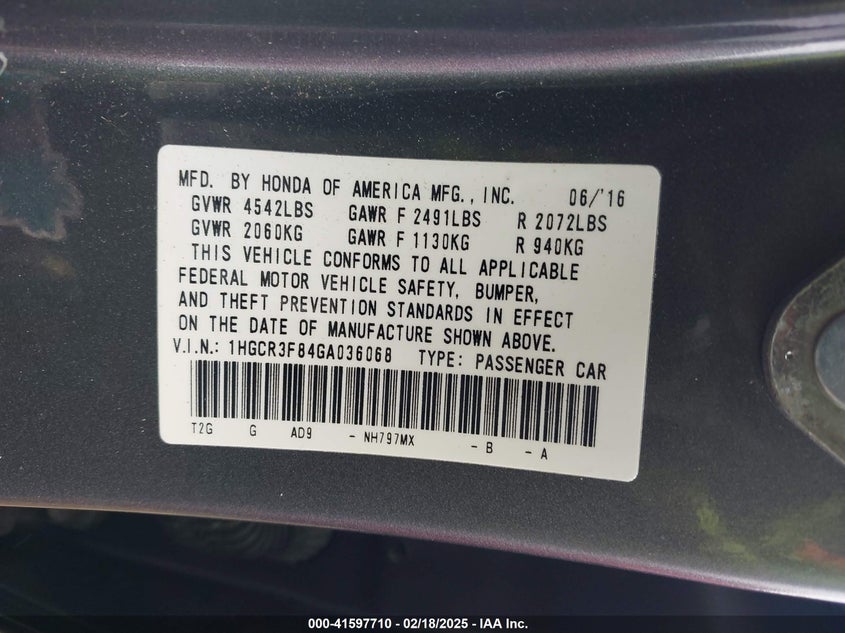 MFD. BY HONDA OF AMERICA MFG., INC. 06/'16
GVWR 4542LBS GAWR F 2491LBS R 2072LBS
GVWR 2060KG GAWR F 1130KG R 940KG
THIS VEHICLE CONFORMS TO ALL APPLICABLE
FEDERAL MOTOR VEHICLE SAFETY, BUMPER,
AND THEFT PREVENTION STANDARDS IN EFFECT
ON THE DATE OF MANUFACTURE SHOWN ABOVE.
V.I.N.: 1HGCR3F84GA036068 TYPE: PASSENGER CAR
T2G G AD9 - NH797MX - B - A
000-41597710 - 02/18/2025 - IAA Inc.